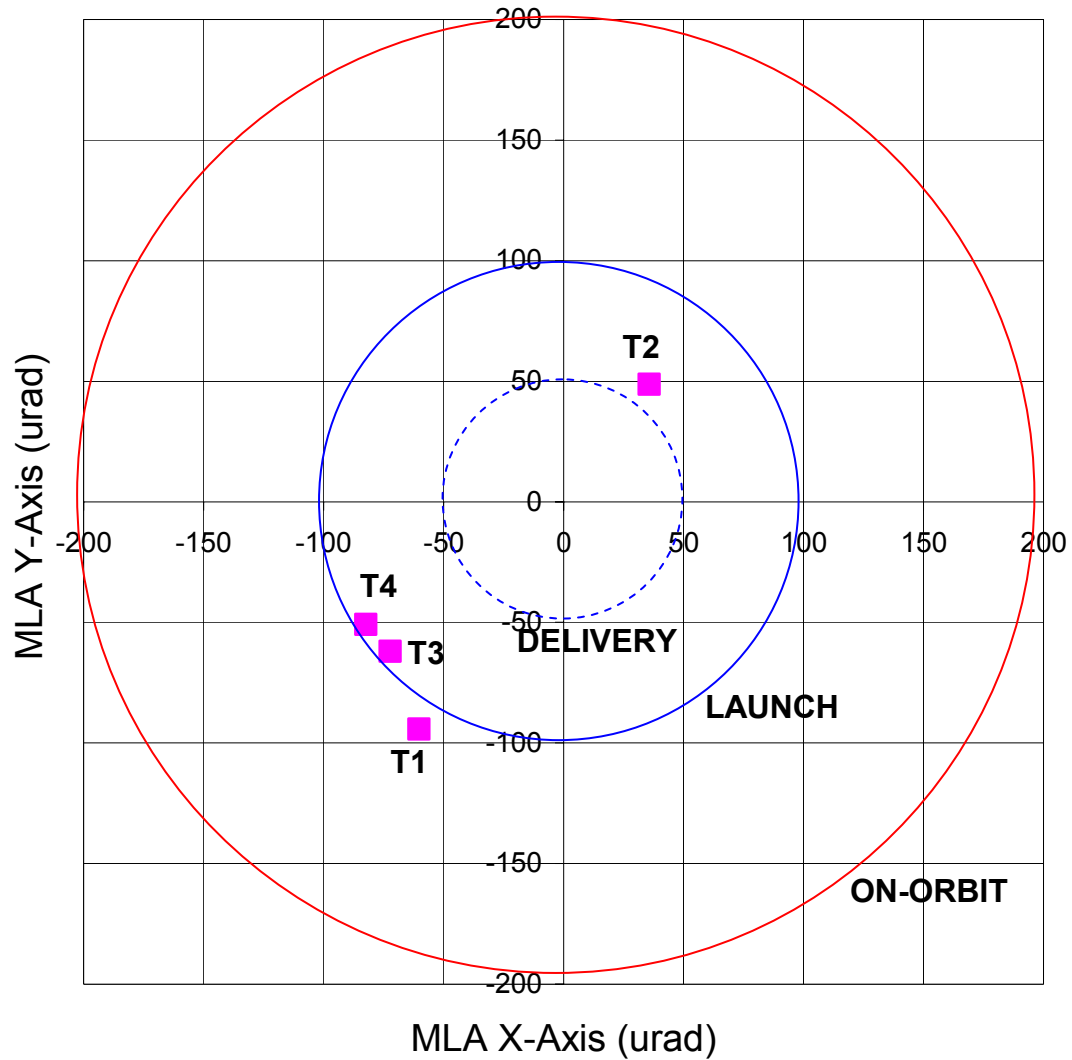 200
150
100
T2
50
0
-200 -150 -100 -50 0 50 100 150 200
T4
-50
DELIVERY
T3
LAUNCH
-100
T1
-150
ON-ORBIT
-200
MLA X-Axis (urad)
MLA Y-Axis (urad)